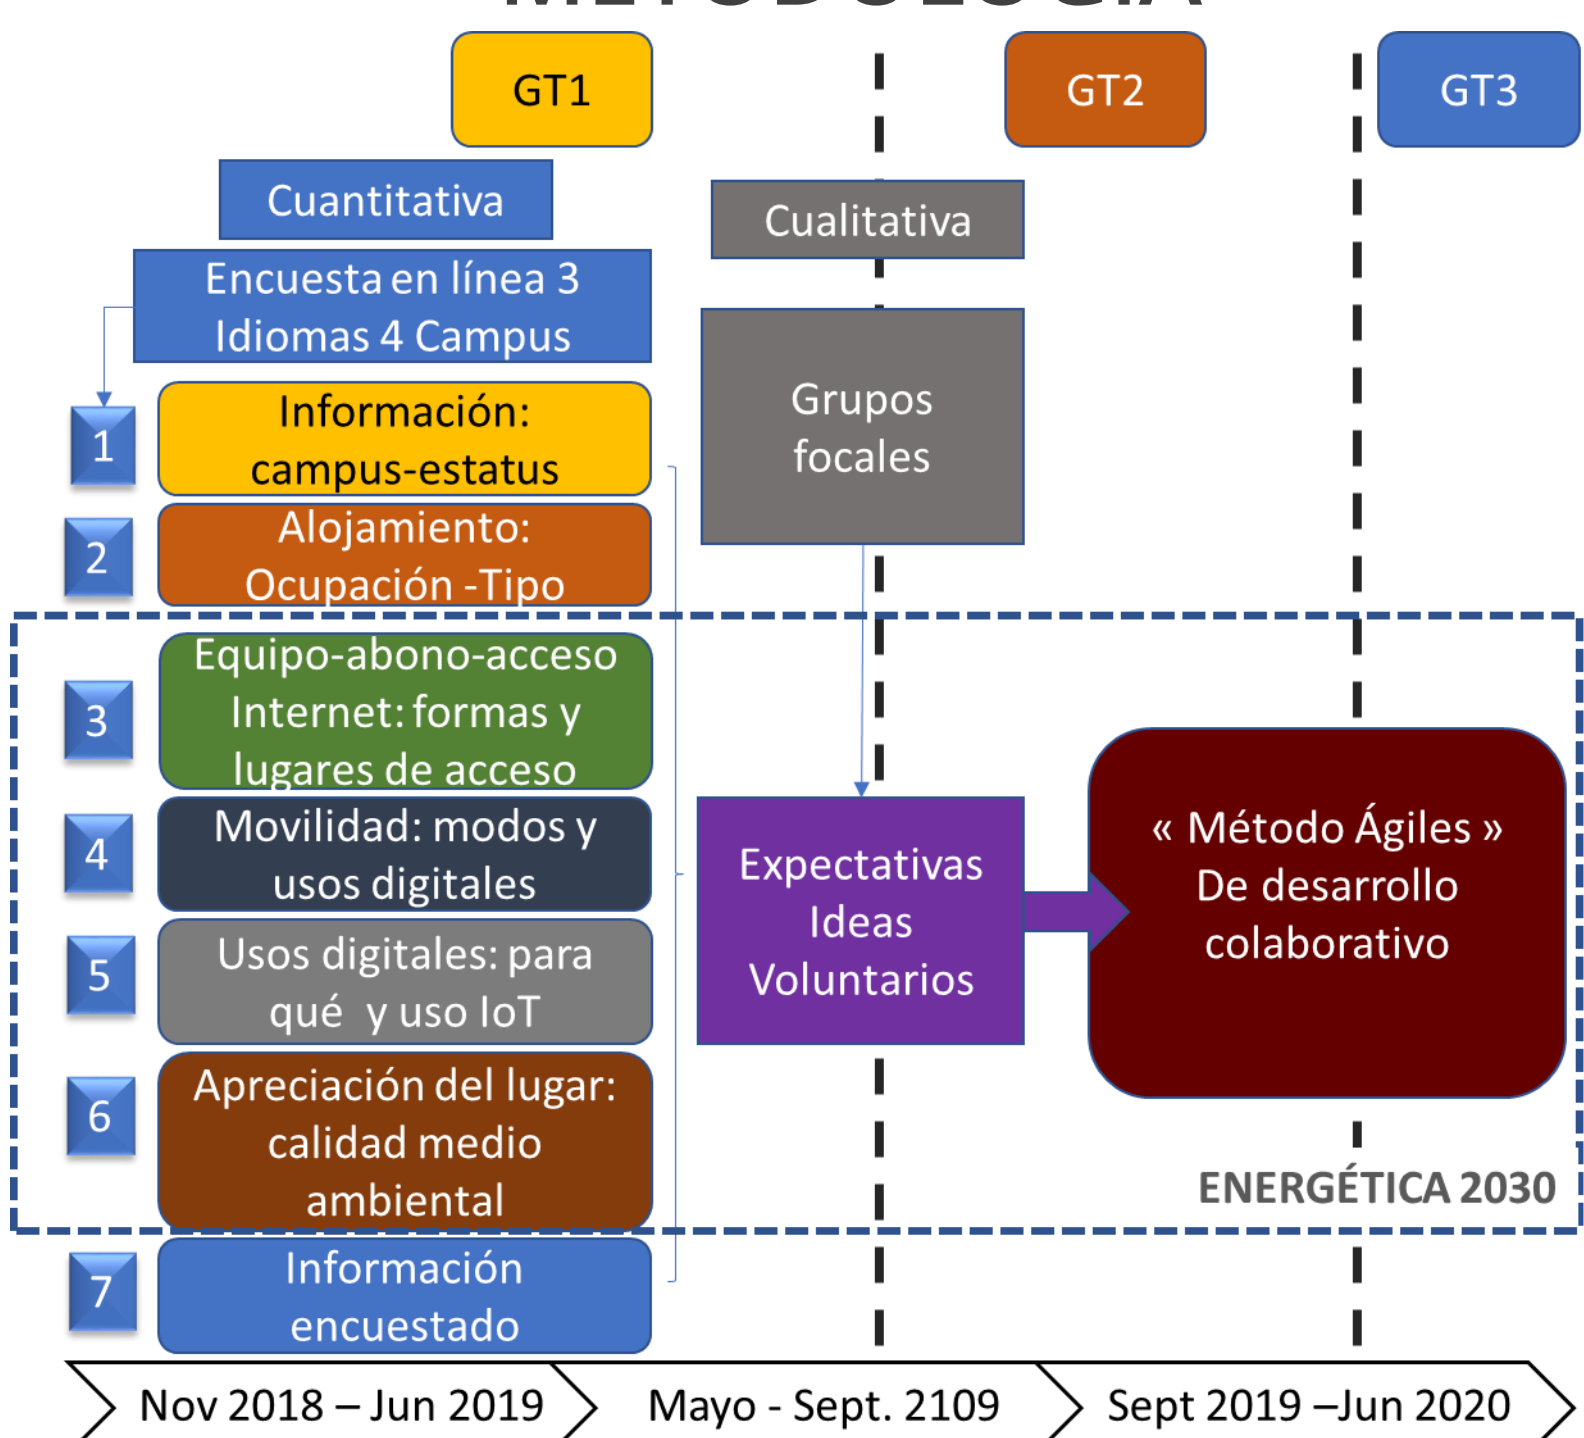 METODOLOGÍA
GT1
GT2
GT3
Cuantitativa
Encuesta en línea 3
Idiomas 4 Campus
1
Información:
campus-estatus
2
Alojamiento:
Ocupación -Tipo
3
Equipo-abono-acceso
Internet: formas y
lugares de acceso
4
Movilidad: modos y
usos digitales
5
Usos digitales: para
qué y uso IoT
6
Apreciación del lugar:
calidad medio
ambiental
7
Información
encuestado
Cualitativa
Grupos
focales
Expectativas
Ideas
Voluntarios
« Método Ágiles »
De desarrollo
colaborativo
ENERGÉTICA 2030
Nov 2018 – Jun 2019
Mayo - Sept. 2109
Sept 2019 –Jun 2020